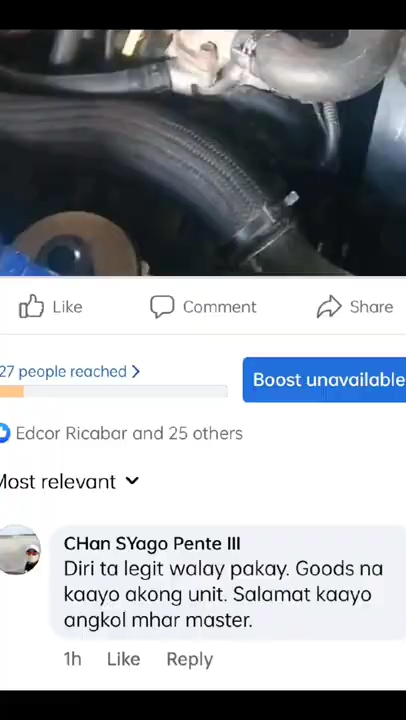 Like Comment Share
27 people reached
Boost unavailable
Edcor Ricabar and 25 others
Most relevant
CHan SYago Pente III
Diri ta legit walay pakay. Goods na
kaayo akong unit. Salamat kaayo
angkol mhar master.
1h Like Reply